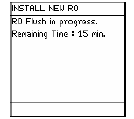 INSTALL NEW RO
RO Flush in progress.
Remaining Time : 15 min.